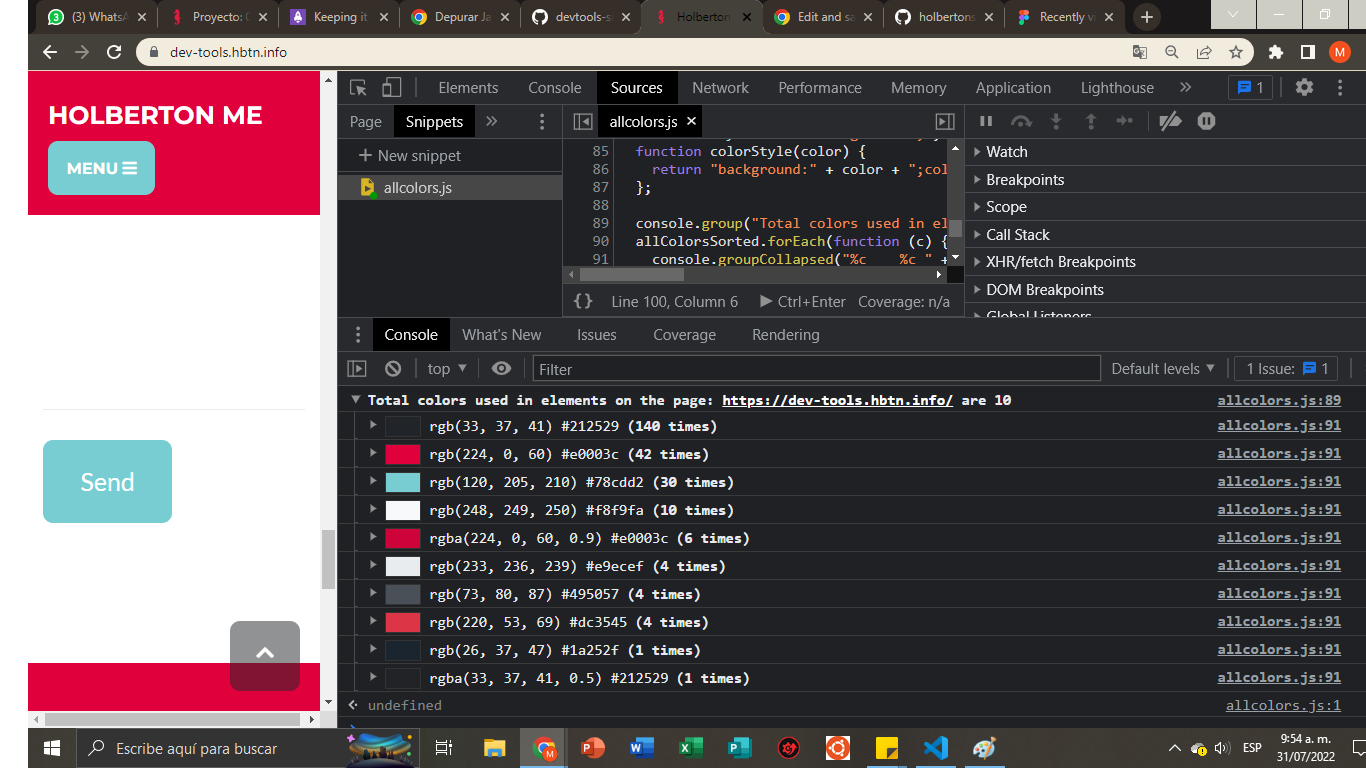 (3) WhatsA
Proyecto: C
Keeping it
Depurar Ja
devtools-si
Holberton
Edit and sa
holbertons
Recently vi
dev-tools.hbtn.info
M
HOLBERTON ME
MENU
Send
Elements Console Sources Network Performance Memory Application Lighthouse 1
Page Snippets
allcolors.js
New snippet
allcolors.js
85 function colorStyle(color) {
86 return "background:" + color + ";col
87 };
88
89 console.group("Total colors used in el
90 allColorsSorted.forEach(function (c) {
91 console.groupCollapsed("%c %c " +
{} Line 100, Column 6 Ctrl+Enter Coverage: n/a
Watch
Breakpoints
Scope
Call Stack
XHR/fetch Breakpoints
DOM Breakpoints
Global Listeners
Console What's New Issues Coverage Rendering
top Filter Default levels 1 Issue: 1
Total colors used in elements on the page: https://dev-tools.hbtn.info/ are 10 allcolors.js:89
rgb(33, 37, 41) #212529 (140 times) allcolors.js:91
rgb(224, 0, 60) #e0003c (42 times) allcolors.js:91
rgb(120, 205, 210) #78cdd2 (30 times) allcolors.js:91
rgb(248, 249, 250) #f8f9fa (10 times) allcolors.js:91
rgba(224, 0, 60, 0.9) #e0003c (6 times) allcolors.js:91
rgb(233, 236, 239) #e9ecef (4 times) allcolors.js:91
rgb(73, 80, 87) #495057 (4 times) allcolors.js:91
rgb(220, 53, 69) #dc3545 (4 times) allcolors.js:91
rgb(26, 37, 47) #1a252f (1 times) allcolors.js:91
rgba(33, 37, 41, 0.5) #212529 (1 times) allcolors.js:91
undefined allcolors.js:1
Escribe aquí para buscar
ESP
9:54 a. m.
31/07/2022